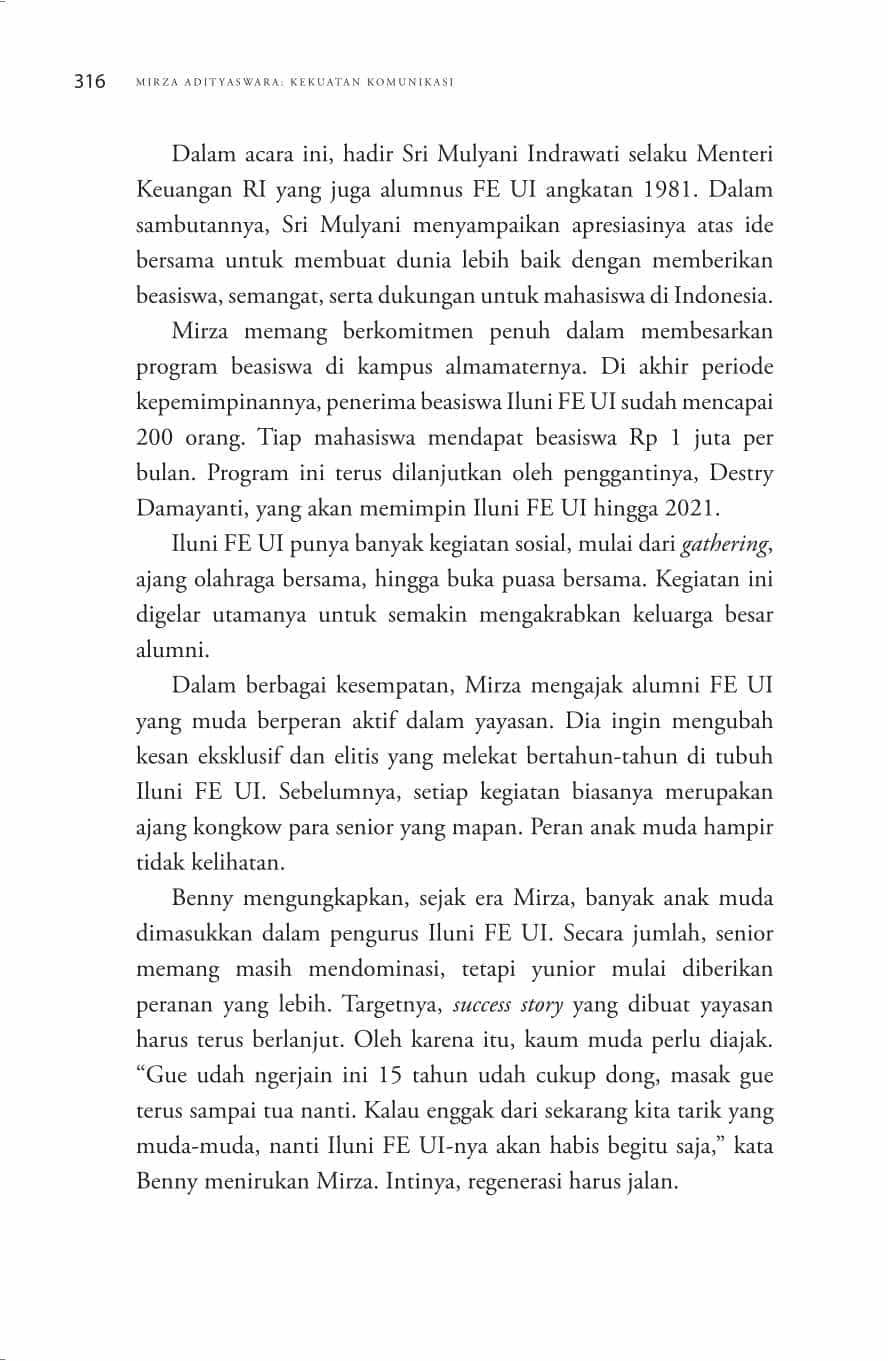 316 MIRZA ADITYASWARA: KEKUATAN KOMUNIKASI
Dalam acara ini, hadir Sri Mulyani Indrawati selaku Menteri
Keuangan RI yang juga alumnus FE UI angkatan 1981. Dalam
sambutannya, Sri Mulyani menyampaikan apresiasinya atas ide
bersama untuk membuat dunia lebih baik dengan memberikan
beasiswa, semangat, serta dukungan untuk mahasiswa di Indonesia.
Mirza memang berkomitmen penuh dalam membesarkan
program beasiswa di kampus almamaternya. Di akhir periode
kepemimpinannya, penerima beasiswa Iluni FE UI sudah mencapai
200 orang. Tiap mahasiswa mendapat beasiswa Rp 1 juta per
bulan. Program ini terus dilanjutkan oleh penggantinya, Destry
Damayanti, yang akan memimpin Iluni FE UI hingga 2021.
Iluni FE UI punya banyak kegiatan sosial, mulai dari gathering,
ajang olahraga bersama, hingga buka puasa bersama. Kegiatan ini
digelar utamanya untuk semakin mengakrabkan keluarga besar
alumni.
Dalam berbagai kesempatan, Mirza mengajak alumni FE UI
yang muda berperan aktif dalam yayasan. Dia ingin mengubah
kesan eksklusif dan elitis yang melekat bertahun-tahun di tubuh
Iluni FE UI. Sebelumnya, setiap kegiatan biasanya merupakan
ajang kongkow para senior yang mapan. Peran anak muda hampir
tidak kelihatan.
Benny mengungkapkan, sejak era Mirza, banyak anak muda
dimasukkan dalam pengurus Iluni FE UI. Secara jumlah, senior
memang masih mendominasi, tetapi yunior mulai diberikan
peranan yang lebih. Targetnya, success story yang dibuat yayasan
harus terus berlanjut. Oleh karena itu, kaum muda perlu diajak.
“Gue udah ngerjain ini 15 tahun udah cukup dong, masak gue
terus sampai tua nanti. Kalau enggak dari sekarang kita tarik yang
muda-muda, nanti Iluni FE UI-nya akan habis begitu saja,” kata
Benny menirukan Mirza. Intinya, regenerasi harus jalan.